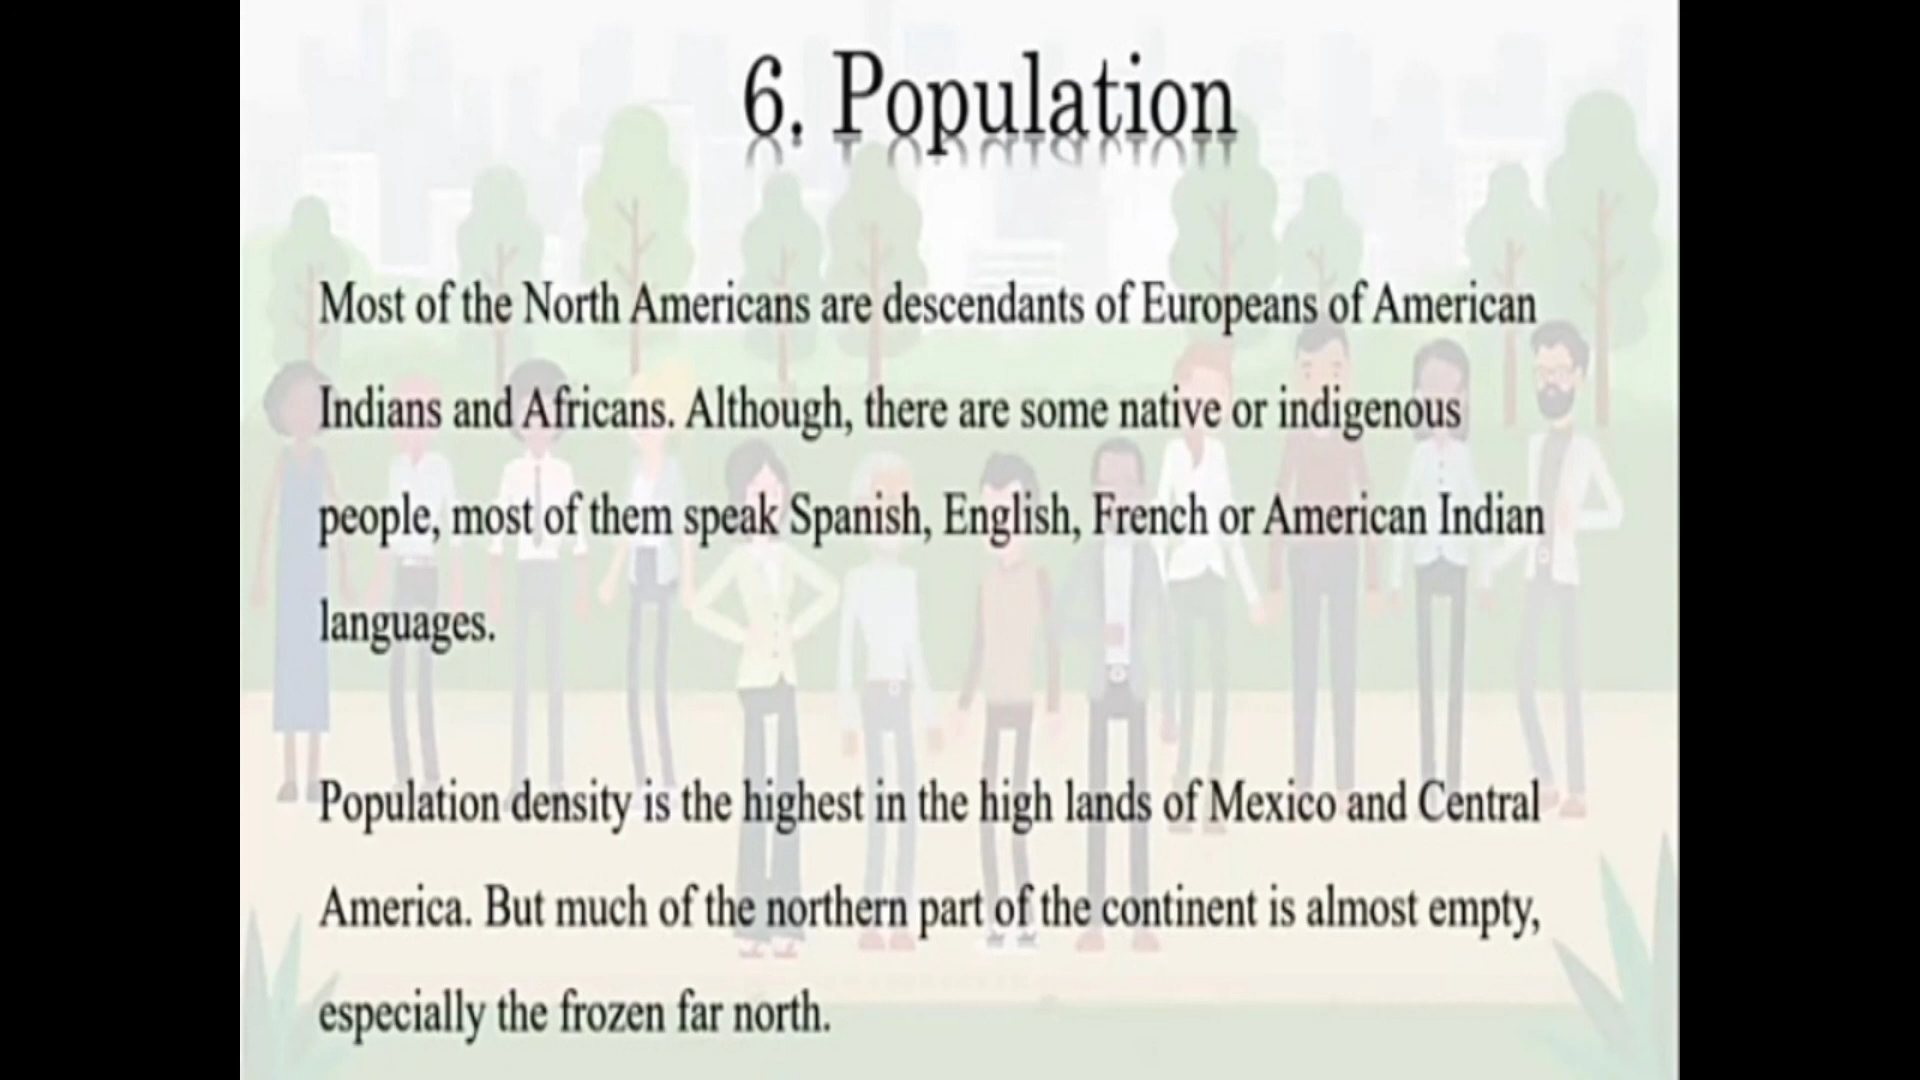 6. Population
Most of the North Americans are descendants of Europeans of American
Indians and Africans. Although, there are some native or indigenous
people, most of them speak Spanish, English, French or American Indian
languages.
Population density is the highest in the high lands of Mexico and Central
America. But much of the northern part of the continent is almost empty,
especially the frozen far north.